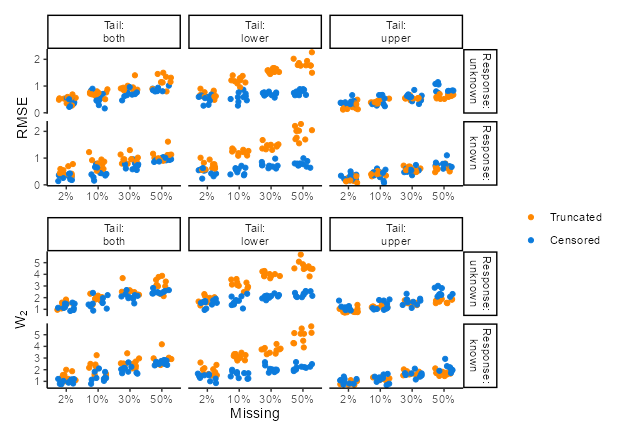 Tail:
both
Tail:
lower
Tail:
upper
RMSE
2
1
0
Response:
unknown
2
1
0
Response:
known
2%
10%
30%
50%
2%
10%
30%
50%
2%
10%
30%
50%
Truncated
Censored
Tail:
both
Tail:
lower
Tail:
upper
W2
5
4
3
2
1
Response:
unknown
5
4
3
2
1
Response:
known
2%
10%
30%
50%
2%
10%
30%
50%
2%
10%
30%
50%
Missing